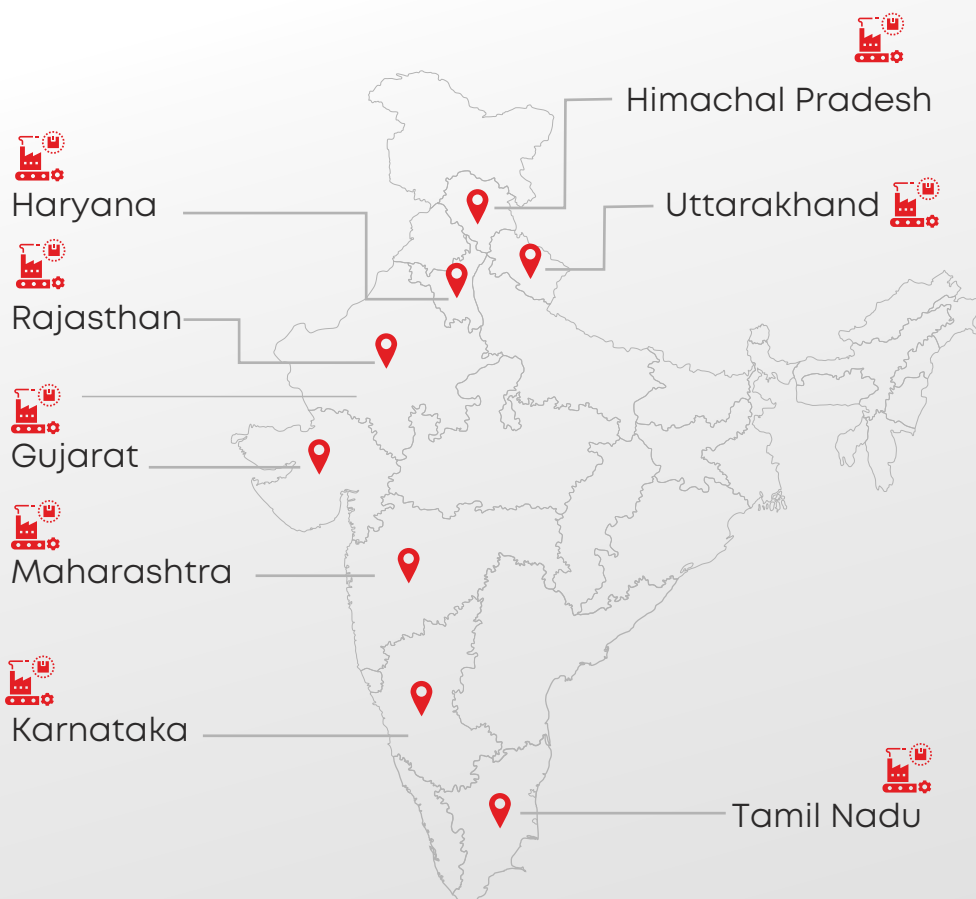 Himachal Pradesh
Haryana
Uttarakhand
Rajasthan
Gujarat
Maharashtra
Karnataka
Tamil Nadu